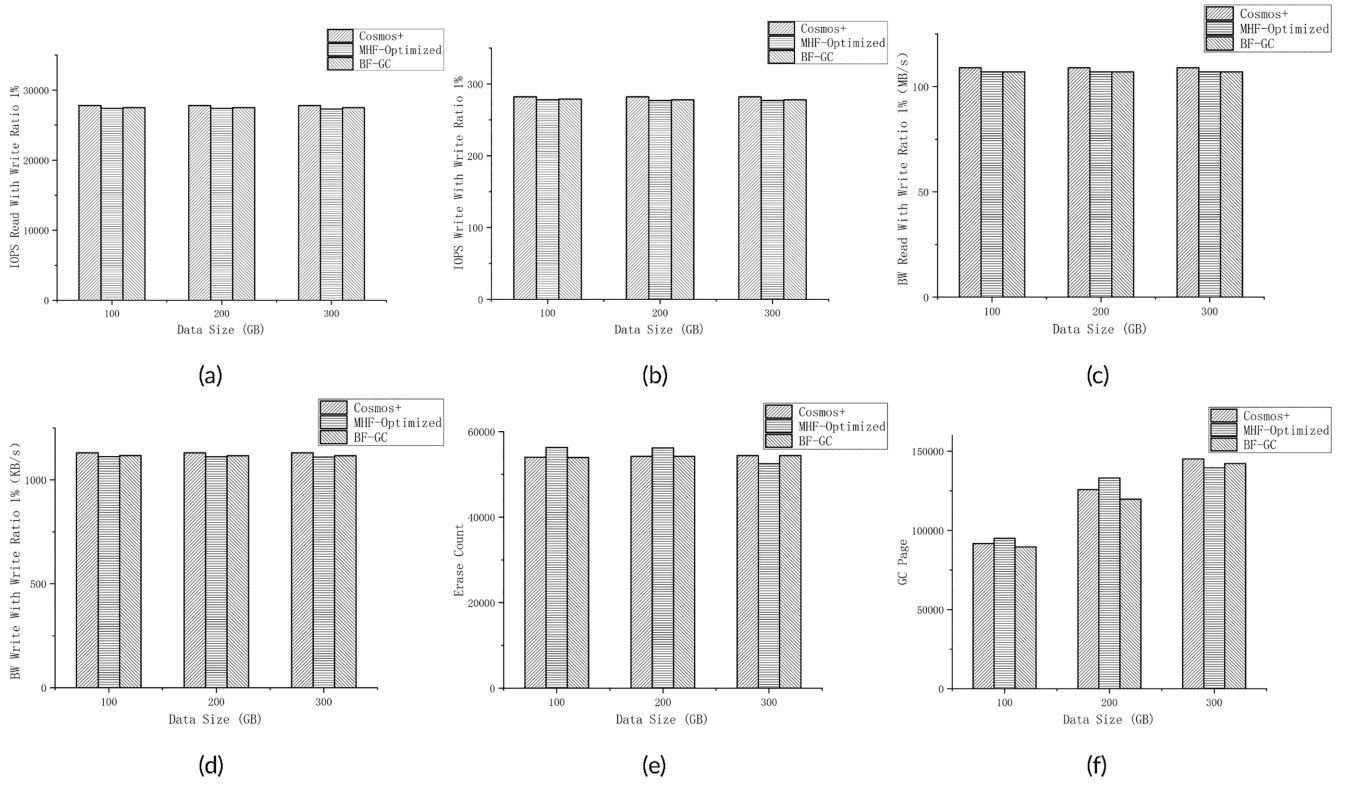 Cosmos+
MHF-Optimized
BF-GC
IOPS Read With Write Ratio 1%
30000
20000
10000
0
100 200 300
Data Size (GB)
(a)
Cosmos+
MHF-Optimized
BF-GC
IOPS Write With Write Ratio 1%
300
200
100
0
100 200 300
Data Size (GB)
(b)
Cosmos+
MHF-Optimized
BF-GC
BW Read With Write Ratio 1% (MB/s)
100
50
0
100 200 300
Data Size (GB)
(c)
Cosmos+
MHF-Optimized
BF-GC
BW Write With Write Ratio 1% (KB/s)
1000
500
0
100 200 300
Data Size (GB)
(d)
Cosmos+
MHF-Optimized
BF-GC
Erase Count
60000
40000
20000
0
100 200 300
Data Size (GB)
(e)
Cosmos+
MHF-Optimized
BF-GC
GC Page
150000
100000
50000
0
100 200 300
Data Size (GB)
(f)